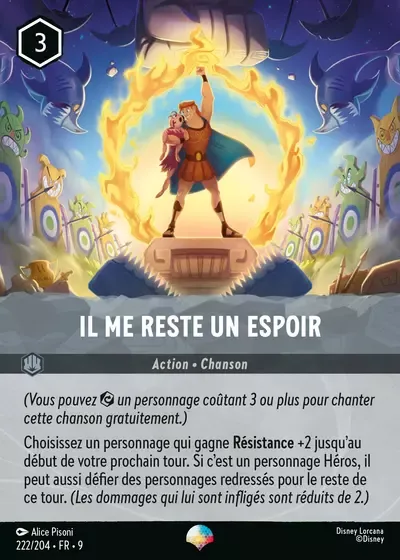 3
IL ME RESTE UN ESPOIR
Action • Chanson
(Vous pouvez un personnage coûtant 3 ou plus pour chanter
cette chanson gratuitement.)
Choisissez un personnage qui gagne Résistance +2 jusqu'au
début de votre prochain tour. Si c'est un personnage Héros, il
peut aussi défier des personnages redressés pour le reste de
ce tour. (Les dommages qui lui sont infligés sont réduits de 2.)
Alice Pisoni
222/204 • FR • 9
Disney Lorcana
©Disney